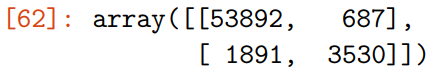 [62]: array([[53892,   687],
       [ 1891,  3530]])